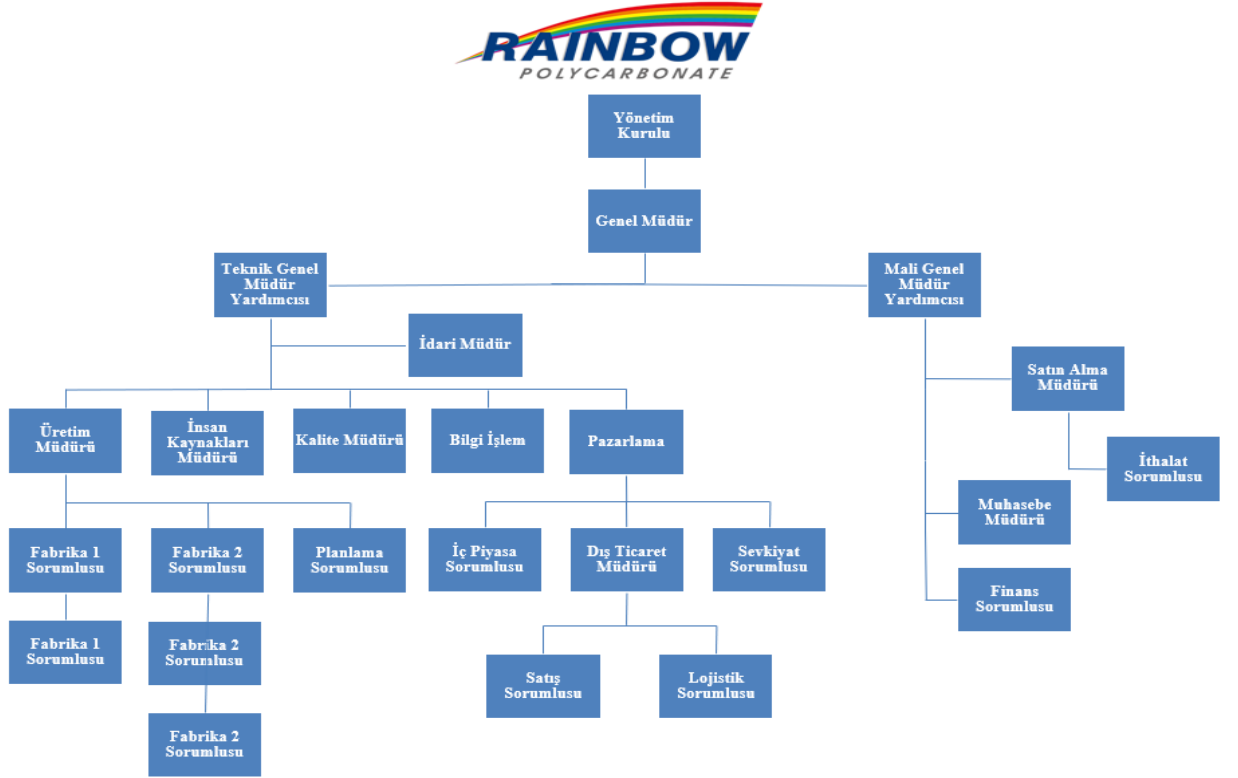 RAINBOW
POLYCARBONATE
Yönetim
Kurulu
Genel Müdür
Teknik Genel
Müdür
Yardımcısı
Mali Genel
Müdür
Yardımcısı
İdari Müdür
Satın Alma
Müdürü
Üretim
Müdürü
İnsan
Kaynakları
Müdürü
Kalite Müdürü
Bilgi İşlem
Pazarlama
İthalat
Sorumlusu
Muhasebe
Müdürü
Fabrika 1
Sorumlusu
Fabrika 2
Sorumlusu
Planlama
Sorumlusu
İç Piyasa
Sorumlusu
Dış Ticaret
Müdürü
Sevkiyat
Sorumlusu
Finans
Sorumlusu
Fabrika 1
Sorumlusu
Fabrika 2
Sorumlusu
Satış
Sorumlusu
Lojistik
Sorumlusu
Fabrika 2
Sorumlusu